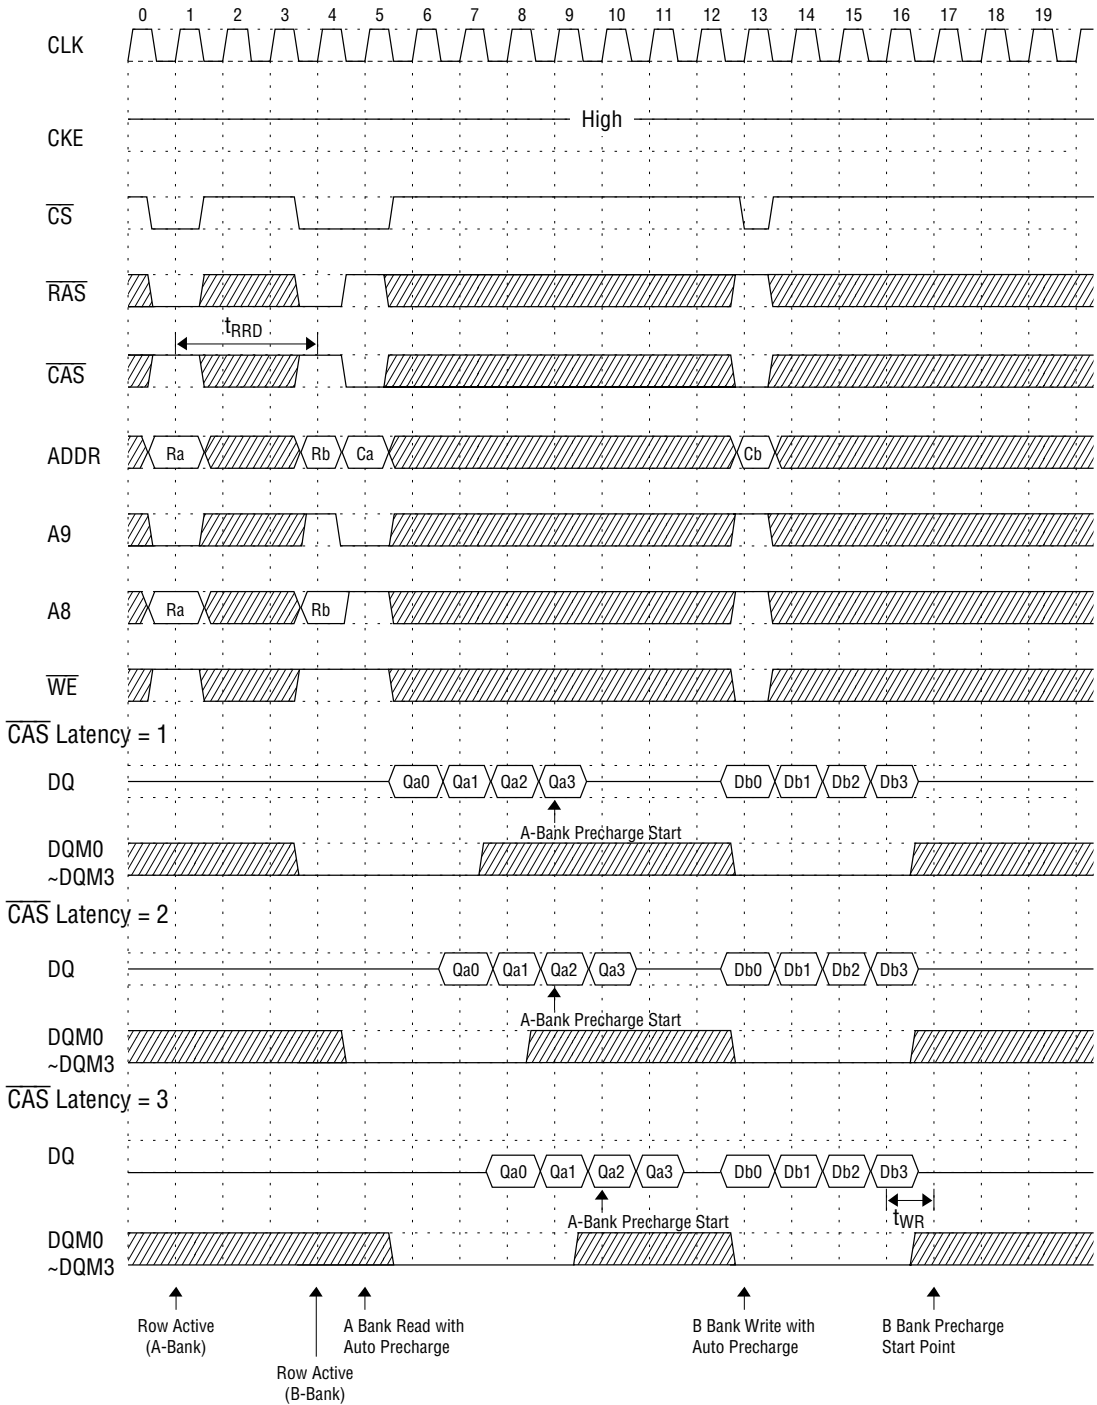 0 1 2 3 4 5 6 7 8 9 10 11 12 13 14 15 16 17 18 19
CLK
High
CKE
CS
RAS
tRRD
CAS
ADDR Ra Rb Ca Cb
A9
A8 Ra Rb
WE
CAS Latency = 1
DQ Qa0 Qa1 Qa2 Qa3 Db0 Db1 Db2 Db3
A-Bank Precharge Start
DQM0
~DQM3
CAS Latency = 2
DQ Qa0 Qa1 Qa2 Qa3 Db0 Db1 Db2 Db3
A-Bank Precharge Start
DQM0
~DQM3
CAS Latency = 3
DQ Qa0 Qa1 Qa2 Qa3 Db0 Db1 Db2 Db3
tWR
A-Bank Precharge Start
DQM0
~DQM3
Row Active
(A-Bank)
Row Active
(B-Bank)
A Bank Read with
Auto Precharge
B Bank Write with
Auto Precharge
B Bank Precharge
Start Point